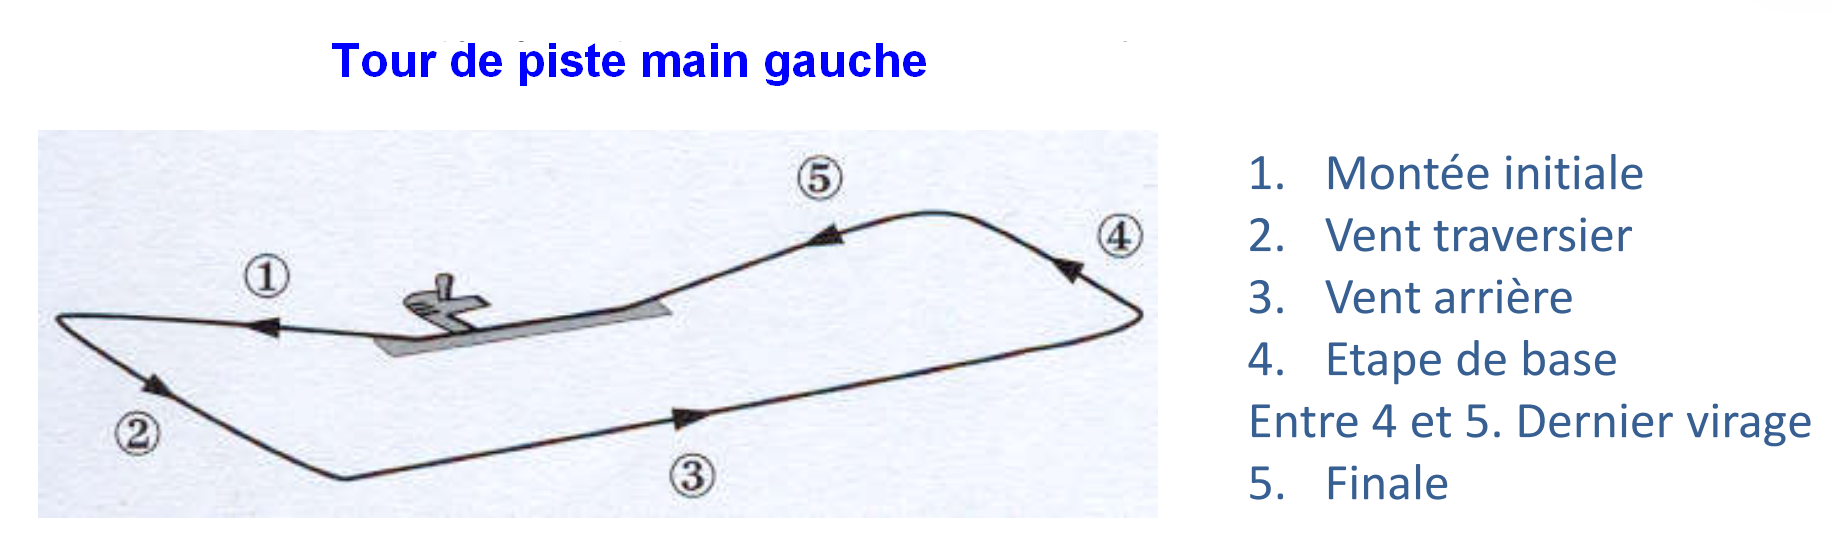 Tour de piste main gauche
⑤
④
①
②
③
1. Montée initiale
2. Vent traversier
3. Vent arrière
4. Etape de base
Entre 4 et 5. Dernier virage
5. Finale